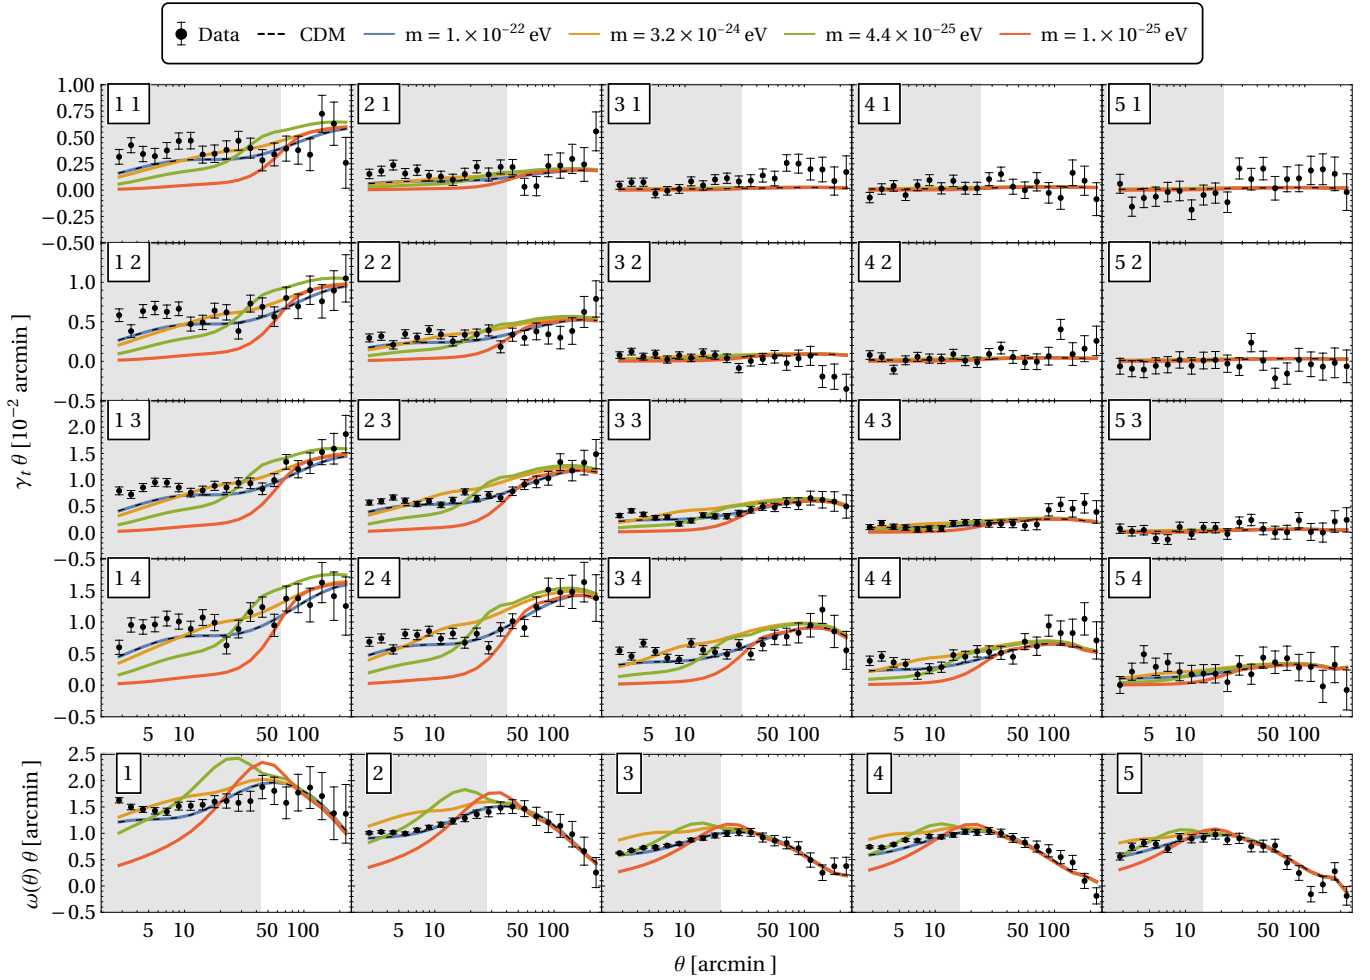 Data CDM m = 1. × 10⁻²² eV m = 3.2 × 10⁻²⁴ eV m = 4.4 × 10⁻²⁵ eV m = 1. × 10⁻²⁵ eV
1.00 1 1 2 1 3 1 4 1 5 1
0.75
0.50
0.25
0.00
−0.25
−0.50
1 2 2 2 3 2 4 2 5 2
1.0
0.5
0.0
−0.5
1 3 2 3 3 3 4 3 5 3
2.0
1.5
1.0
0.5
0.0
−0.5
1 4 2 4 3 4 4 4 5 4
1.5
1.0
0.5
0.0
−0.5
γₜ θ [10⁻² arcmin]
5 10 50 100 5 10 50 100 5 10 50 100 5 10 50 100 5 10 50 100
2.5 1 2 3 4 5
2.0
1.5
1.0
0.5
0.0
−0.5
ω(θ) θ [arcmin]
5 10 50 100 5 10 50 100 5 10 50 100 5 10 50 100 5 10 50 100
θ [arcmin]